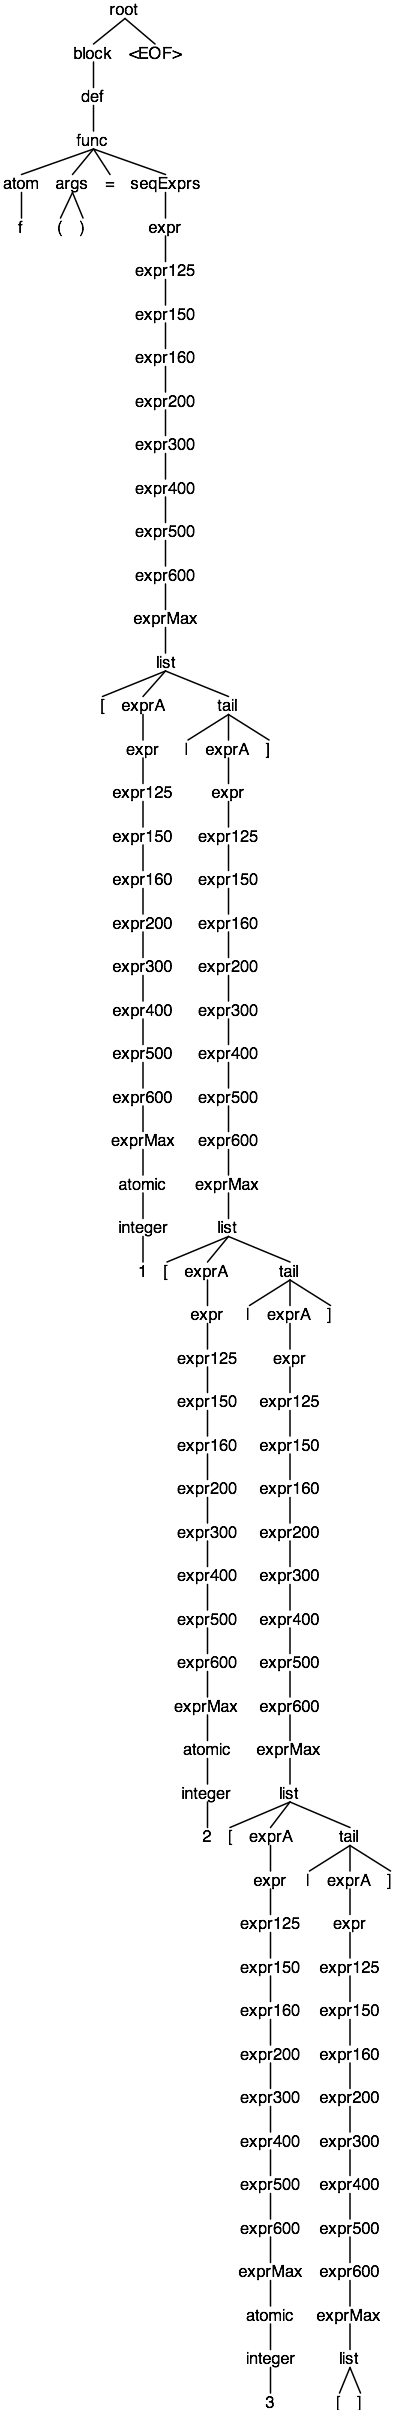 root
block <EOF>
def
func
atom args = seqExprs
f ( ) expr
expr125
expr150
expr160
expr200
expr300
expr400
expr500
expr600
exprMax
list
[ exprA tail
expr | exprA ]
expr125 expr
expr150 expr125
expr160 expr150
expr200 expr160
expr300 expr200
expr400 expr300
expr500 expr400
expr600 expr500
exprMax expr600
atomic exprMax
integer list
1 [ exprA tail
expr | exprA ]
expr125 expr
expr150 expr125
expr160 expr150
expr200 expr160
expr300 expr200
expr400 expr300
expr500 expr400
expr600 expr500
exprMax expr600
atomic exprMax
integer list
2 [ exprA tail
expr | exprA ]
expr125 expr
expr150 expr125
expr160 expr150
expr200 expr160
expr300 expr200
expr400 expr300
expr500 expr400
expr600 expr500
exprMax expr600
atomic exprMax
integer list
3 [ ]